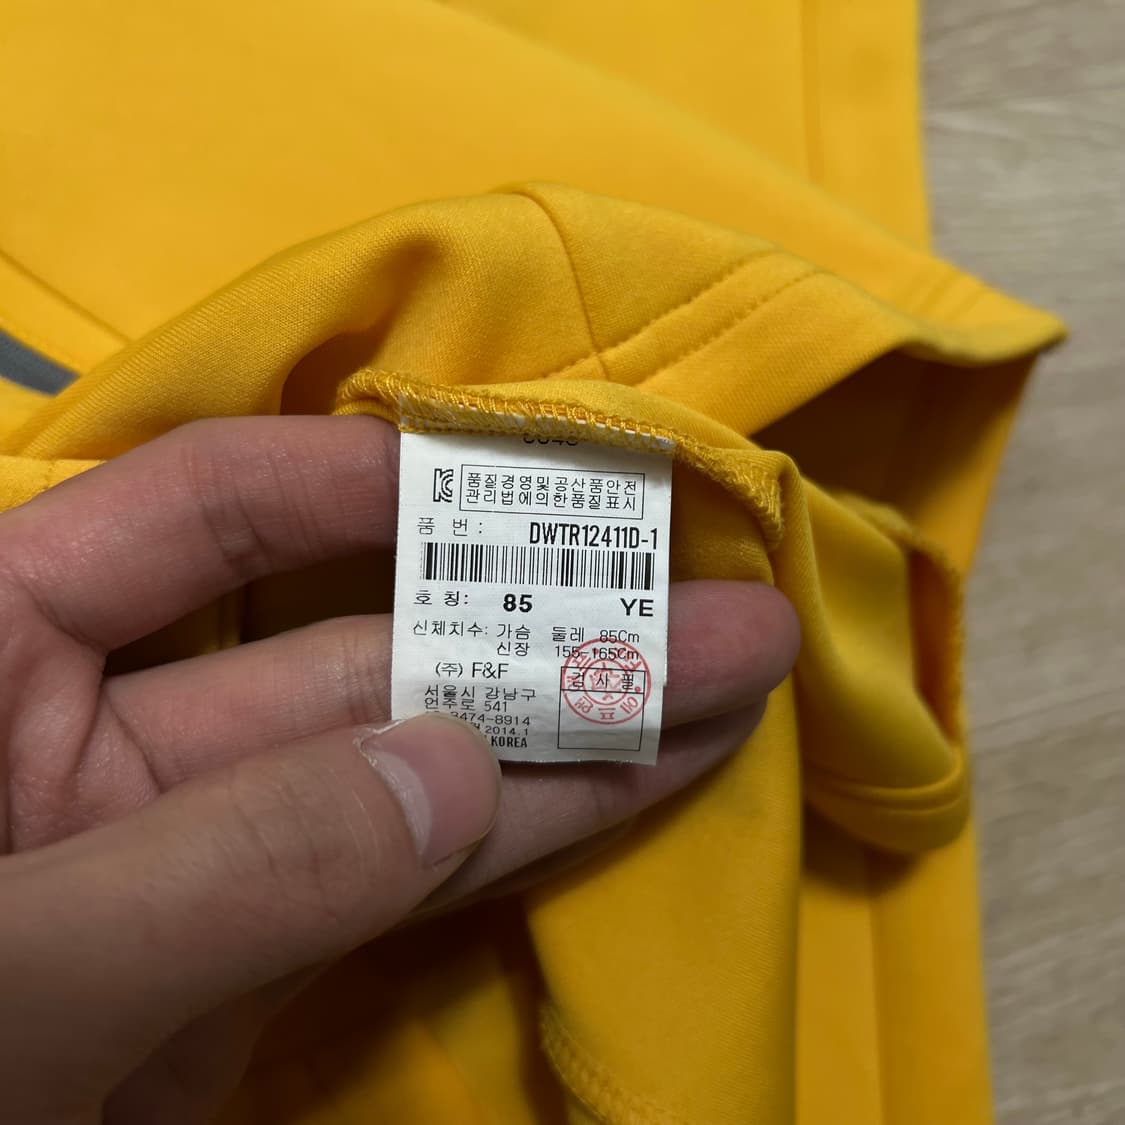 품질경영및공산품안전
관리법에의한품질표시
품 번: DWTR12411D-1
호 칭: 85 YE
신체치수: 가슴 둘레 85Cm
신장 155-165Cm
(주) F&F
검 사 필
서울시 강남구
언주로 541
3474-8914
2014.1
KOREA